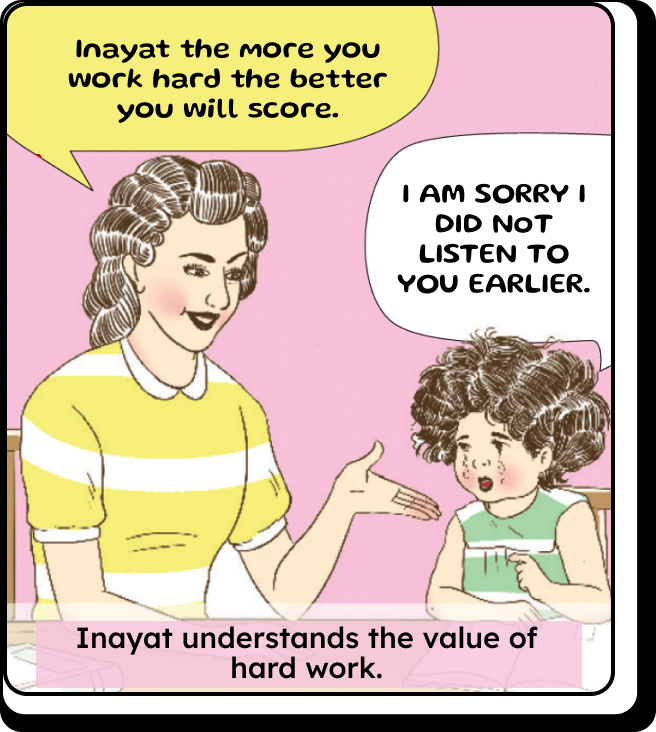 Inayat the more you
work hard the better
you will score.
I AM SORRY I
DID NoT
LISTEN TO
YOU EARLIER.
Inayat understands the value of
hard work.